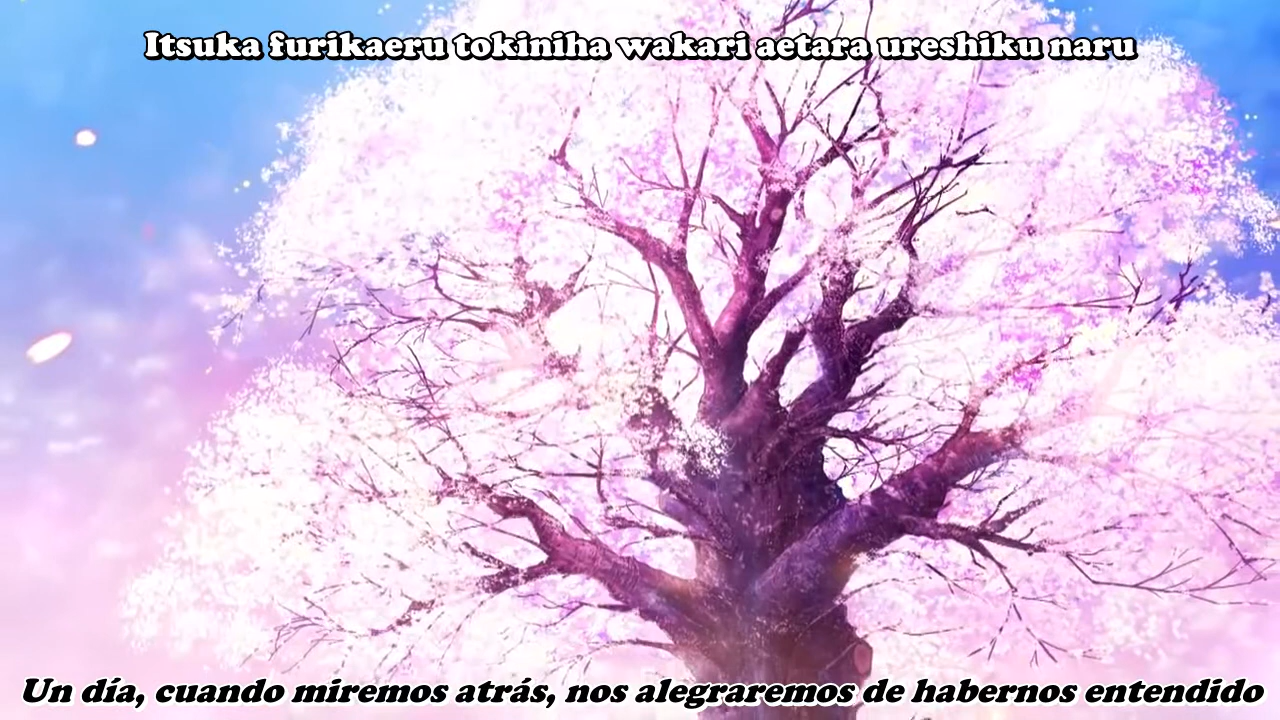 Itsuka furikaeru tokiniha wakari aetara ureshiku naru
Un día, cuando miremos atrás, nos alegraremos de habernos entendido